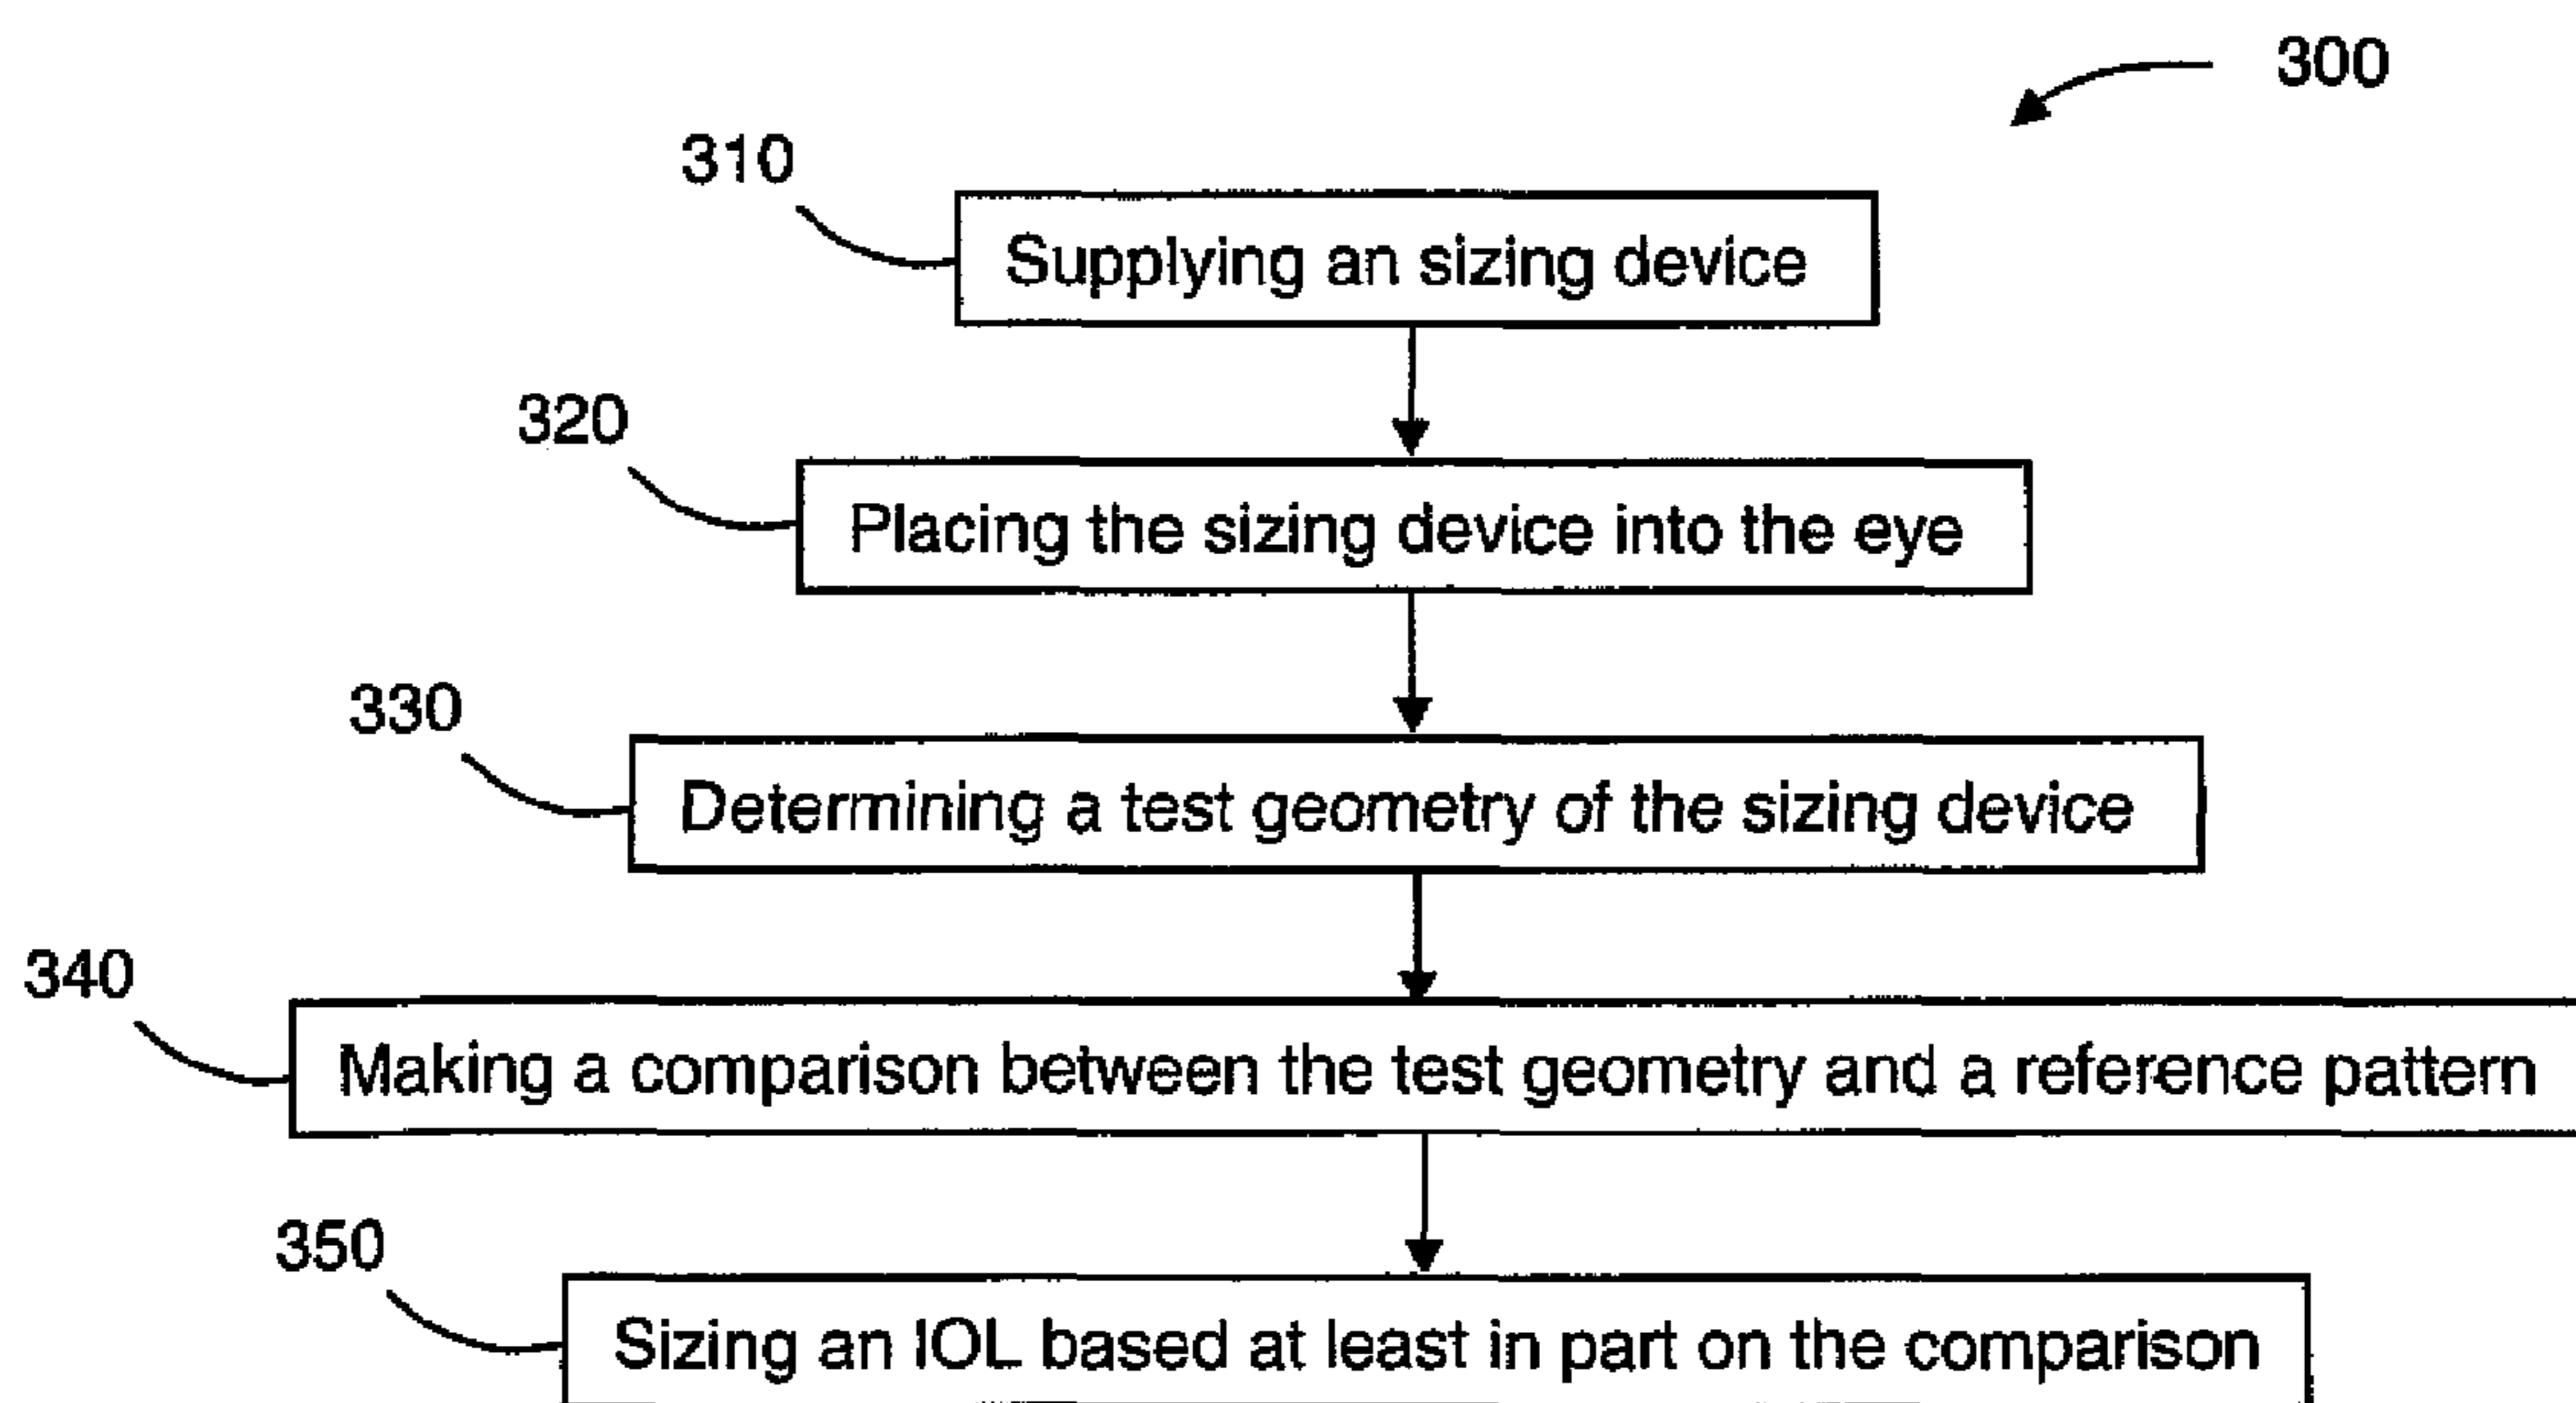 300
310
Supplying an sizing device
320
Placing the sizing device into the eye
330
Determining a test geometry of the sizing device
340
Making a comparison between the test geometry and a reference pattern
350
Sizing an IOL based at least in part on the comparison